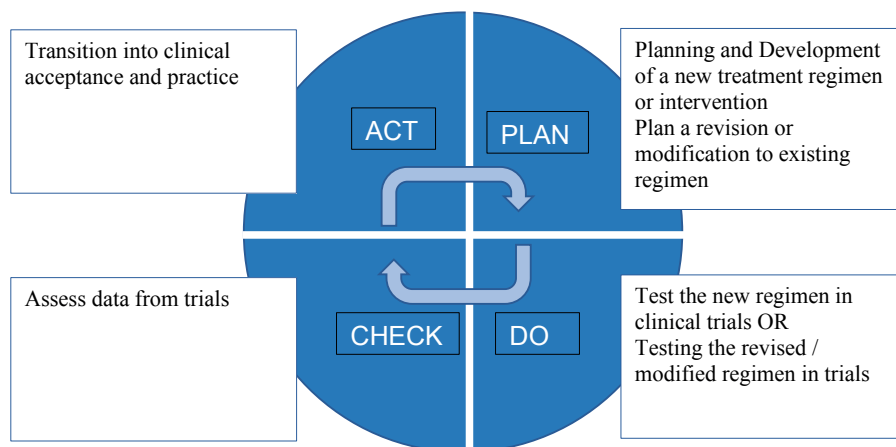 Transition into clinical
acceptance and practice
ACT
PLAN
Planning and Development
of a new treatment regimen
or intervention
Plan a revision or
modification to existing
regimen
Assess data from trials
CHECK
DO
Test the new regimen in
clinical trials OR
Testing the revised /
modified regimen in trials